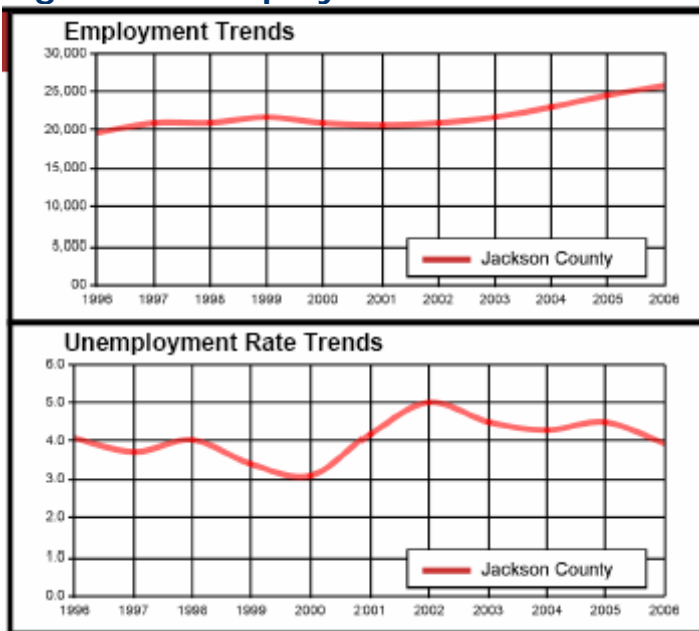 Employment Trends
30,000
25,000
20,000
15,000
10,000
5,000
00
1996 1997 1998 1999 2000 2001 2002 2003 2004 2005 2006
Jackson County
Unemployment Rate Trends
6.0
5.0
4.0
3.0
2.0
1.0
0.0
1996 1997 1998 1999 2000 2001 2002 2003 2004 2005 2006
Jackson County